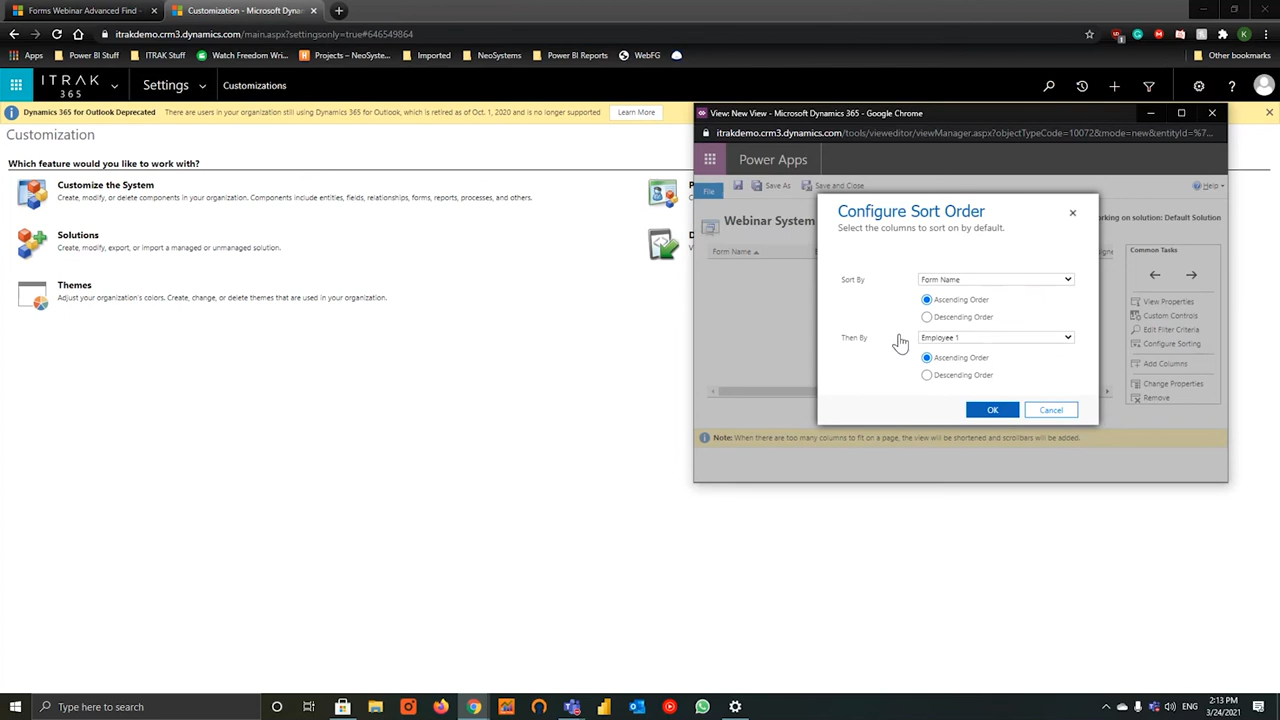 Forms Webinar Advanced Find -
Customization - Microsoft Dyna
itrakdemo.crm3.dynamics.com/main.aspx?settingsonly=true#646549864
Apps Power BI Stuff ITRAK Stuff Watch Freedom Wri... Projects – NeoSyste... Imported NeoSystems Power BI Reports WebFG Other bookmarks
ITRAK 365 Settings Customizations
Dynamics 365 for Outlook Deprecated There are users in your organization still using Dynamics 365 for Outlook, which is retired as of Oct. 1, 2020 and is no longer supported Learn More
Customization
Which feature would you like to work with?
Customize the System
Create, modify, or delete components in your organization. Components include entities, fields, relationships, forms, reports, processes, and others.
Solutions
Create, modify, export, or import a managed or unmanaged solution.
Themes
Adjust your organization's colors. Create, change, or delete themes that are used in your organization.
View: New View - Microsoft Dynamics 365 - Google Chrome
itrakdemo.crm3.dynamics.com/tools/vieweditor/viewManager.aspx?objectTypeCode=10072&mode=new&entityId=%7...
Power Apps
File Save As Save and Close Help
Webinar System
orking on solution: Default Solution
Form Name
Common Tasks
View Properties
Custom Controls
Edit Filter Criteria
Configure Sorting
Add Columns
Change Properties
Remove
Configure Sort Order
Select the columns to sort on by default.
Sort By Form Name
Ascending Order
Descending Order
Then By Employee 1
Ascending Order
Descending Order
OK Cancel
Note: When there are too many columns to fit on a page, the view will be shortened and scrollbars will be added.
Type here to search
ENG
2:13 PM
3/24/2021